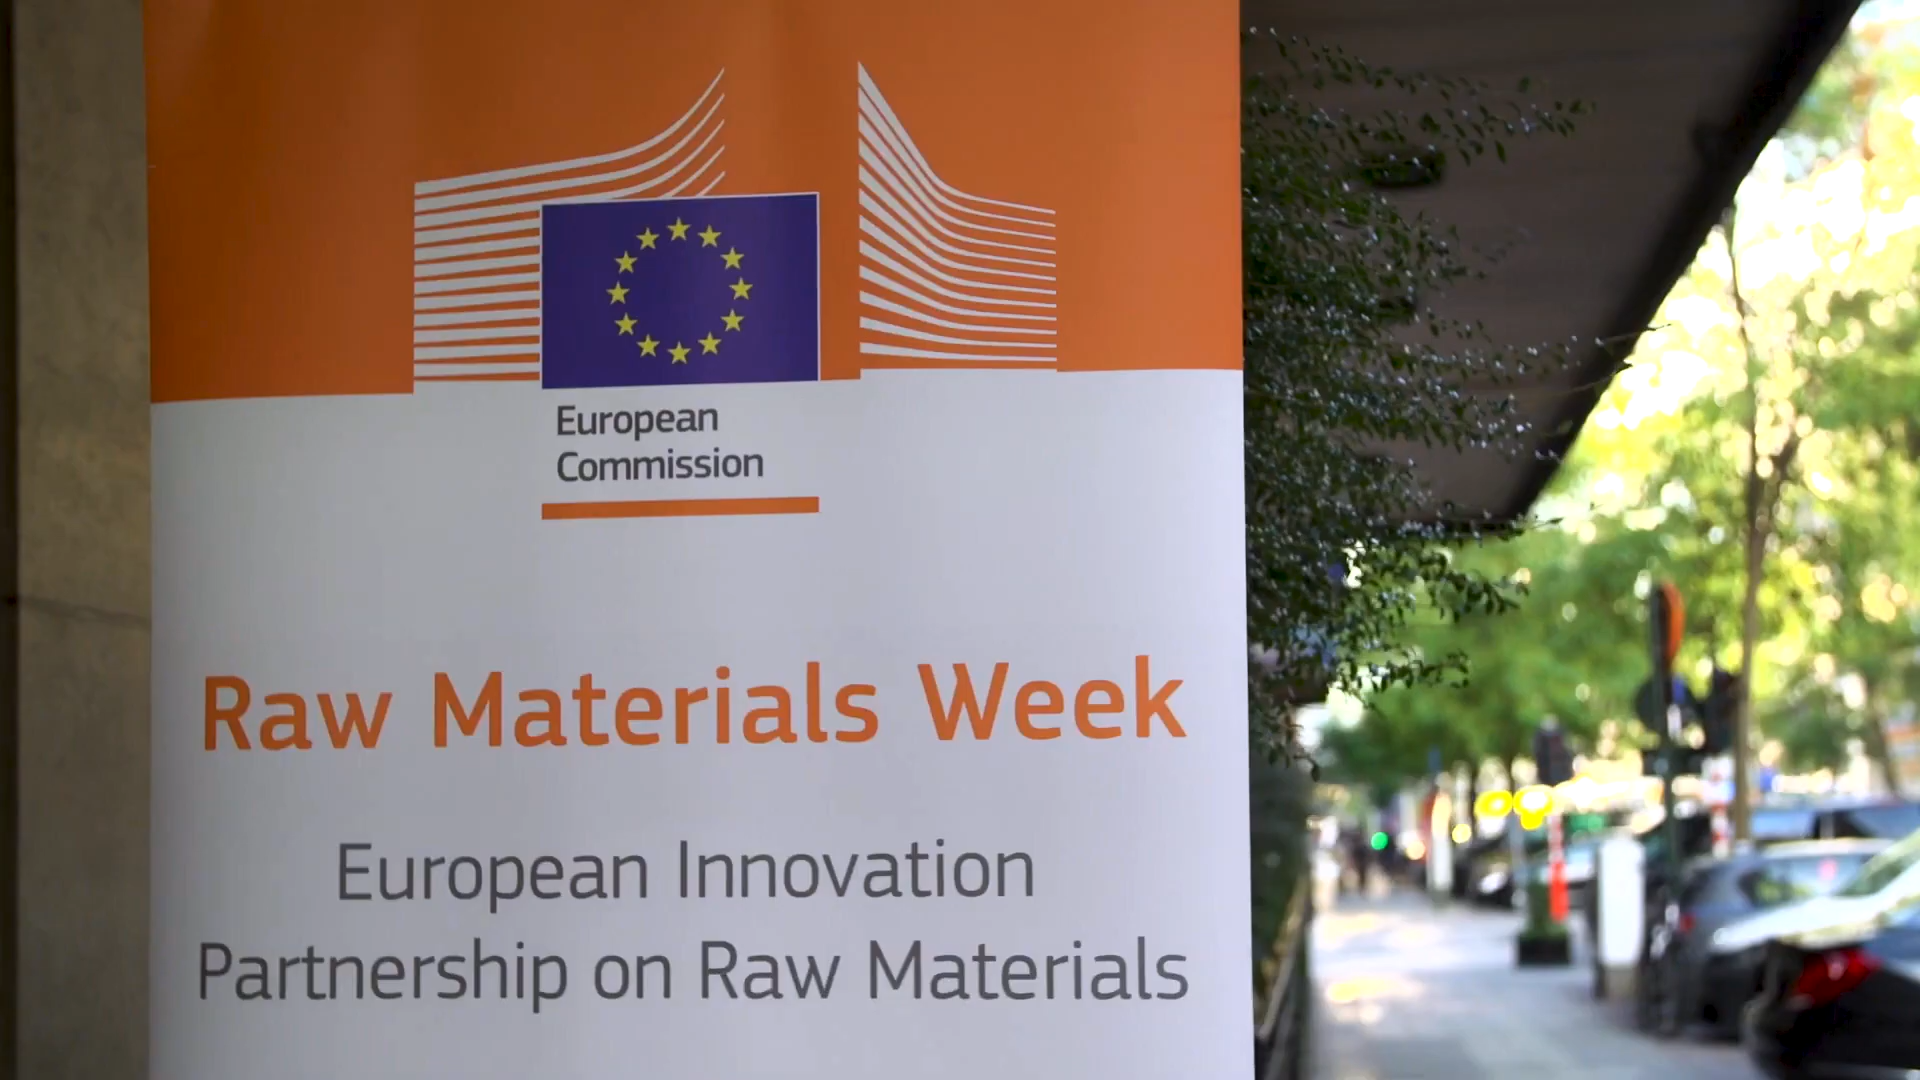 European
Commission
Raw Materials Week
European Innovation
Partnership on Raw Materials